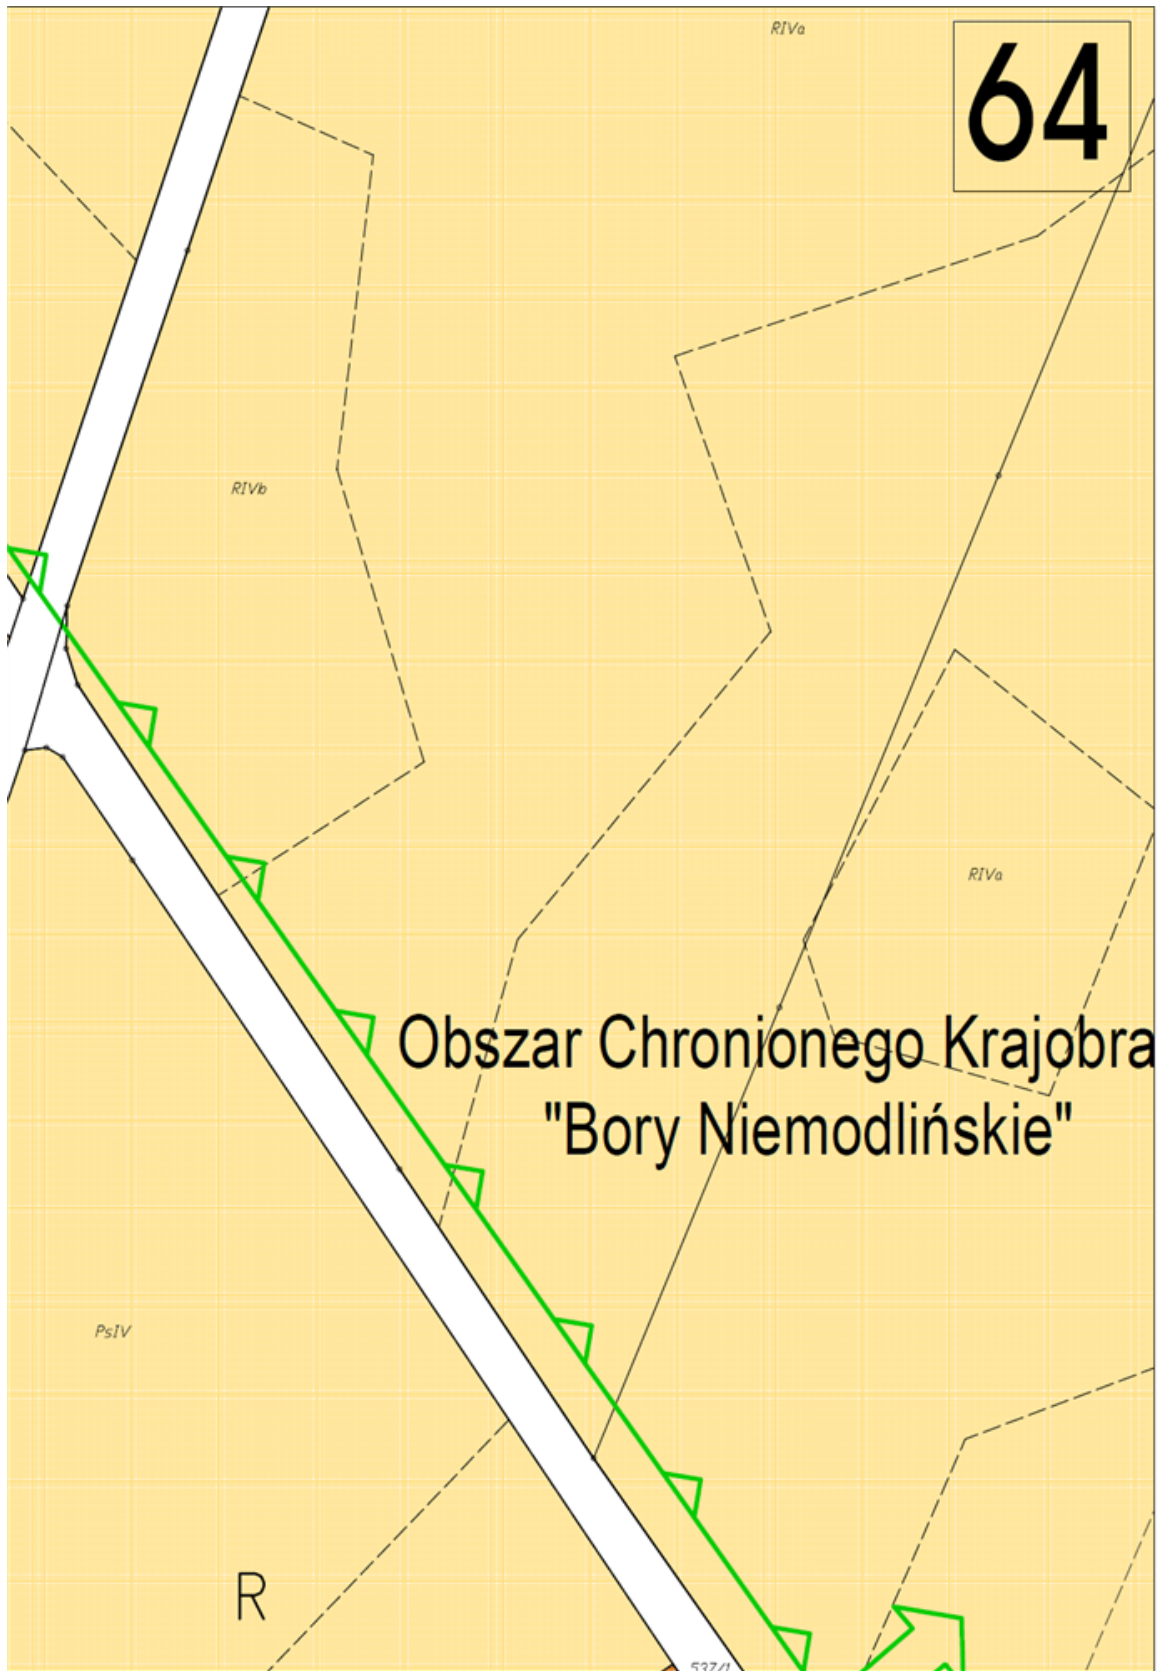 RIVa
64
RIVb
RIVa
Obszar Chronionego Krajobra
"Bory Niemodlińskie"
PsIV
R
537/1